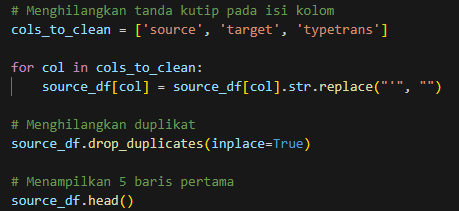 # Menghilangkan tanda kutip pada isi kolom
cols_to_clean = ['source', 'target', 'typetrans']

for col in cols_to_clean:
    source_df[col] = source_df[col].str.replace("'", "")

# Menghilangkan duplikat
source_df.drop_duplicates(inplace=True)

# Menampilkan 5 baris pertama
source_df.head()